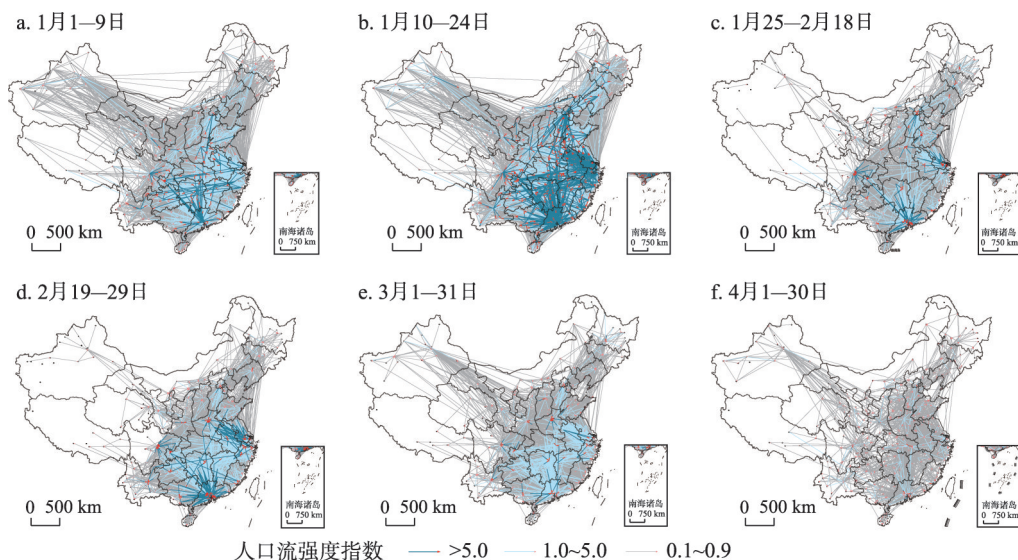 a. 1月1—9日
b. 1月10—24日
c. 1月25—2月18日
0 500 km
南海诸岛
0 750 km
0 500 km
南海诸岛
0 750 km
0 500 km
南海诸岛
0 750 km
d. 2月19—29日
e. 3月1—31日
f. 4月1—30日
0 500 km
南海诸岛
0 750 km
0 500 km
南海诸岛
0 750 km
0 500 km
南海诸岛
0 750 km
人口流强度指数 >5.0 1.0~5.0 0.1~0.9